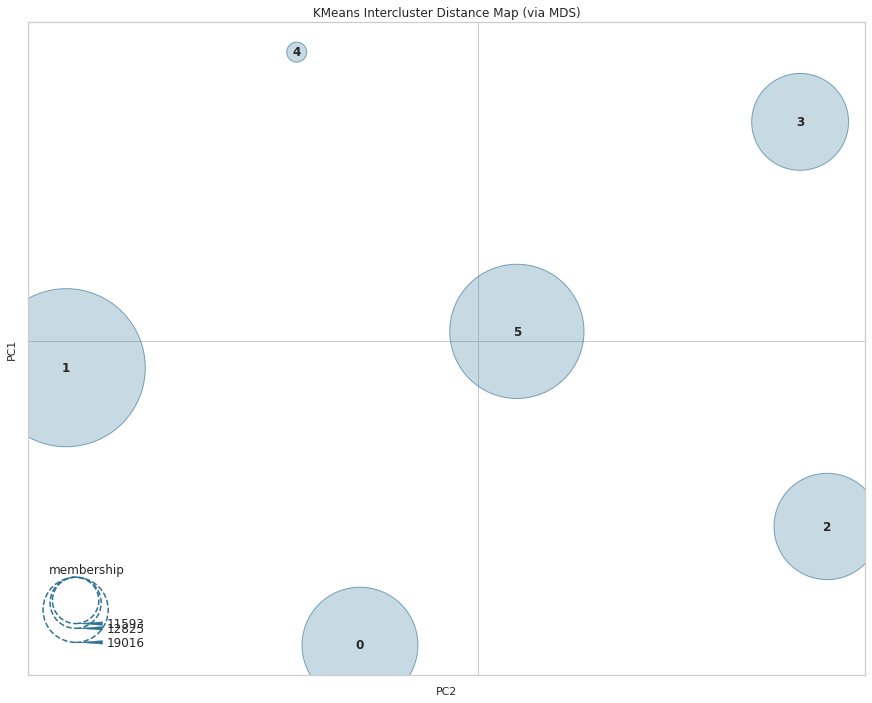 KMeans Intercluster Distance Map (via MDS)
4
3
5
PC1
1
2
membership
11593
12825
19016
0
PC2